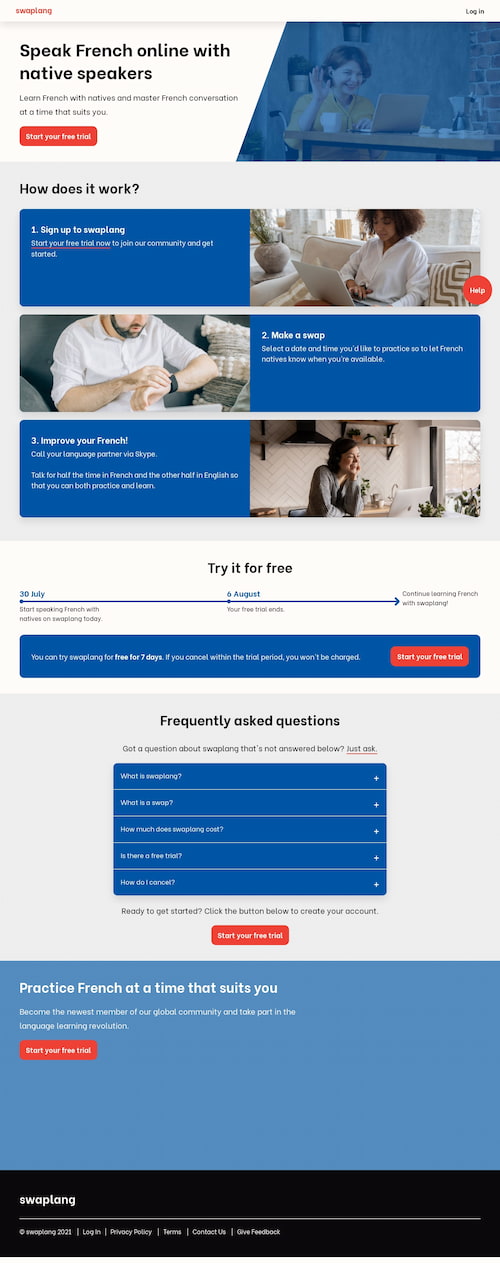 swaplang
Log in
Speak French online with
native speakers
Learn French with natives and master French conversation
at a time that suits you.
Start your free trial
How does it work?
1. Sign up to swaplang
Start your free trial now to join our community and get
started.
Help
2. Make a swap
Select a date and time you'd like to practice so to let French
natives know when you're available.
3. Improve your French!
Call your language partner via Skype.
Talk for half the time in French and the other half in English so
that you can both practice and learn.
Try it for free
30 July
Start speaking French with
natives on swaplang today.
6 August
Your free trial ends.
Continue learning French
with swaplang!
You can try swaplang for free for 7 days. If you cancel within the trial period, you won't be charged.
Start your free trial
Frequently asked questions
Got a question about swaplang that's not answered below? Just ask.
What is swaplang?
+
What is a swap?
+
How much does swaplang cost?
+
Is there a free trial?
+
How do I cancel?
+
Ready to get started? Click the button below to create your account.
Start your free trial
Practice French at a time that suits you
Become the newest member of our global community and take part in the
language learning revolution.
Start your free trial
swaplang
© swaplang 2021 | Log In | Privacy Policy | Terms | Contact Us | Give Feedback